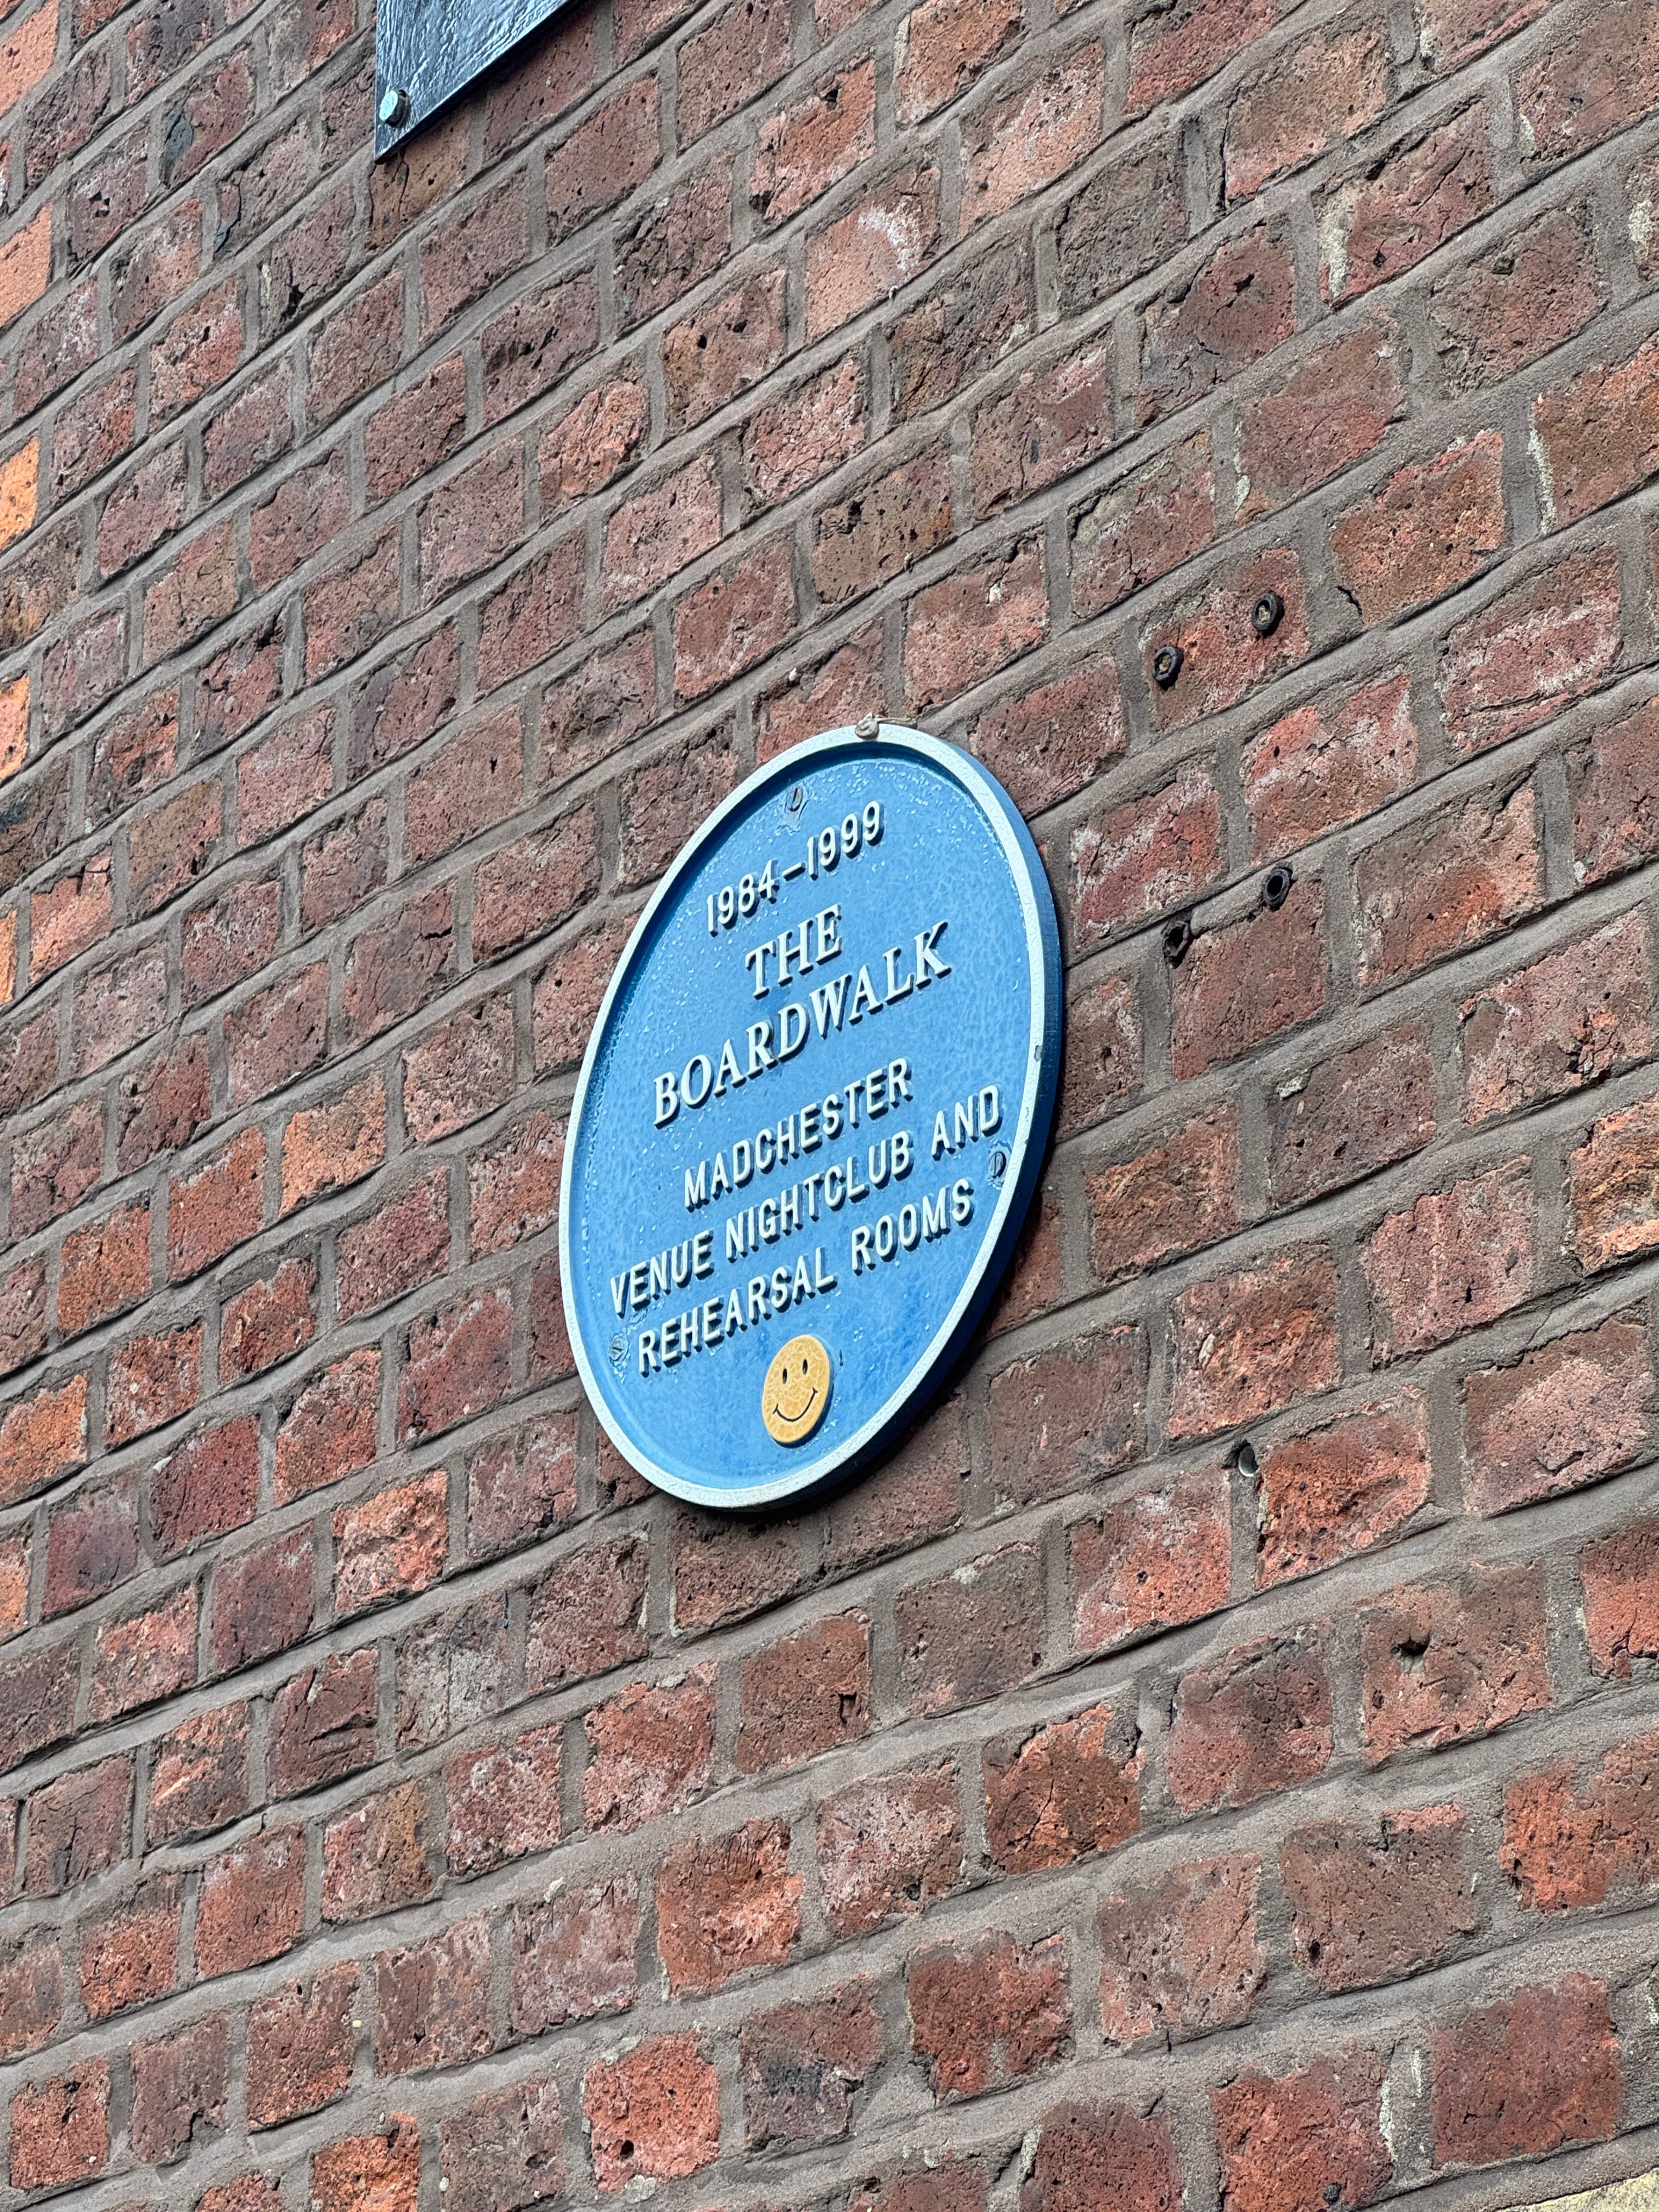 1984–1999
THE
BOARDWALK
MADCHESTER
VENUE NIGHTCLUB AND
REHEARSAL ROOMS